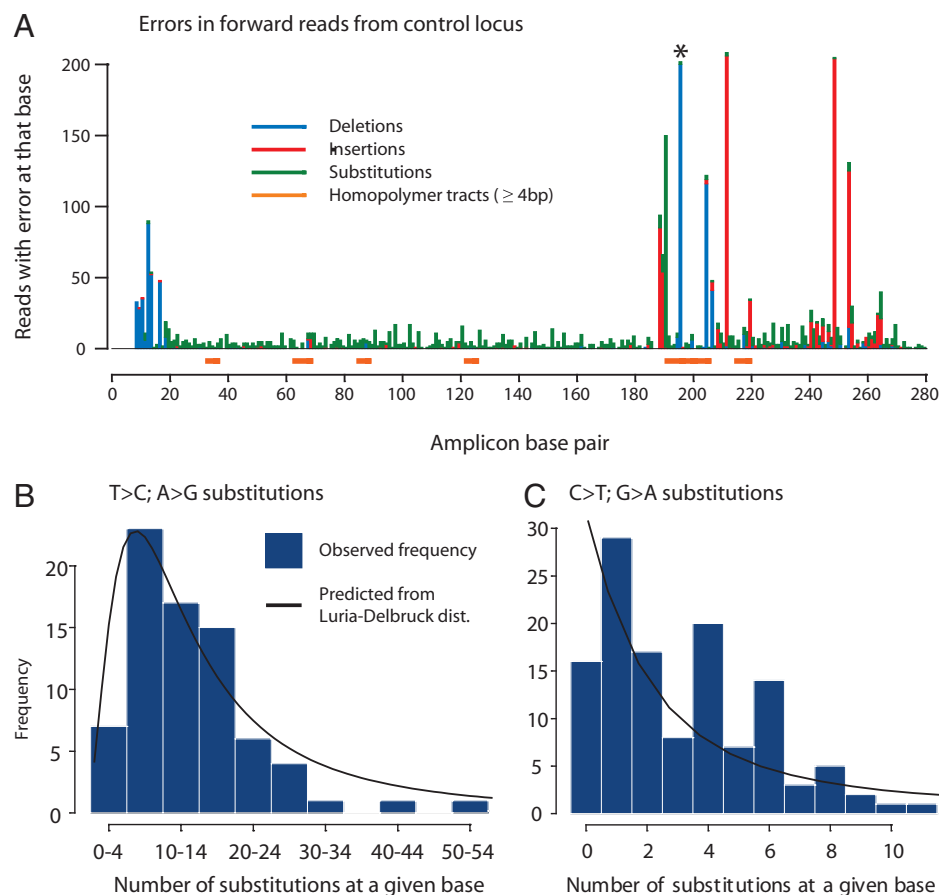 A
Errors in forward reads from control locus
Reads with error at that base
200
150
100
50
0
*
Deletions
Insertions
Substitutions
Homopolymer tracts ( ≥ 4bp)
0 20 40 60 80 100 120 140 160 180 200 220 240 260 280
Amplicon base pair
B
T>C; A>G substitutions
Frequency
20
15
10
5
0
Observed frequency
Predicted from
Luria-Delbruck dist.
0-4 10-14 20-24 30-34 40-44 50-54
Number of substitutions at a given base
C
C>T; G>A substitutions
30
25
20
15
10
5
0
0 2 4 6 8 10
Number of substitutions at a given base